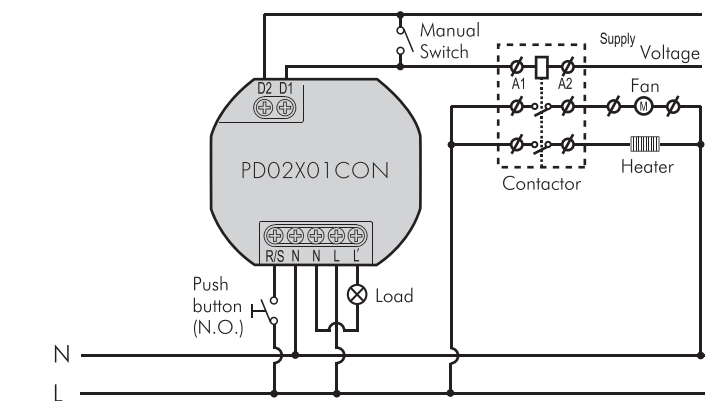 Manual
Switch
Supply Voltage
D2 D1
A1 A2
Fan
M
PD02X01CON
Heater
Contactor
R/S N N L L'
Push
button
(N.O.)
Load
N
L